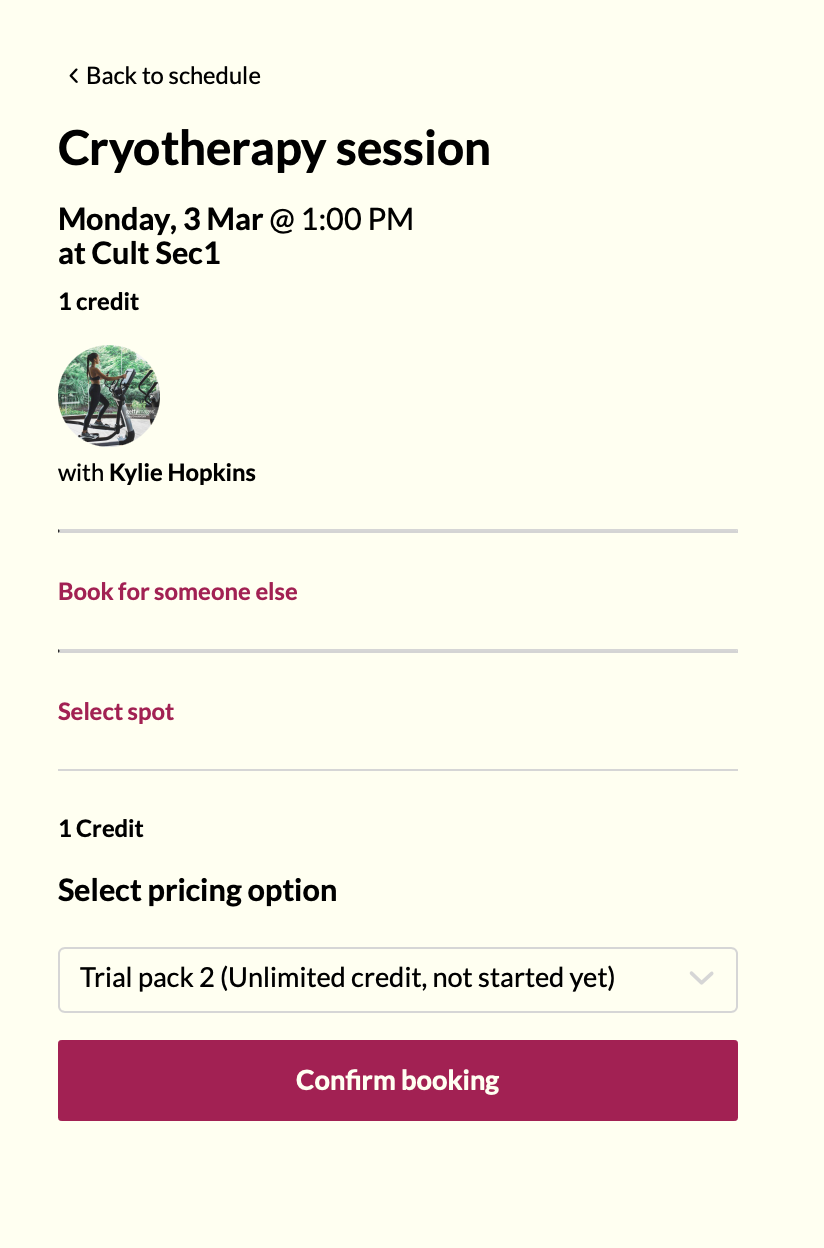 Back to schedule
Cryotherapy session
Monday, 3 Mar @ 1:00 PM
at Cult Sec1
1 credit
gettyimages
with Kylie Hopkins
Book for someone else
Select spot
1 Credit
Select pricing option
Trial pack 2 (Unlimited credit, not started yet)
Confirm booking